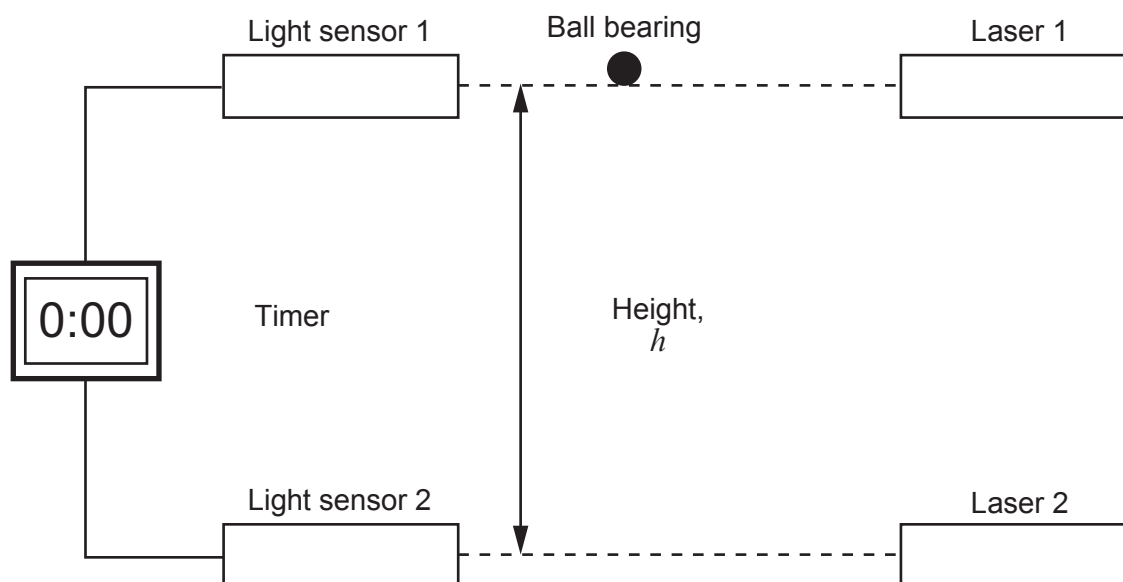 Light sensor 1
Ball bearing
Laser 1
0:00
Timer
Height,
h
Light sensor 2
Laser 2